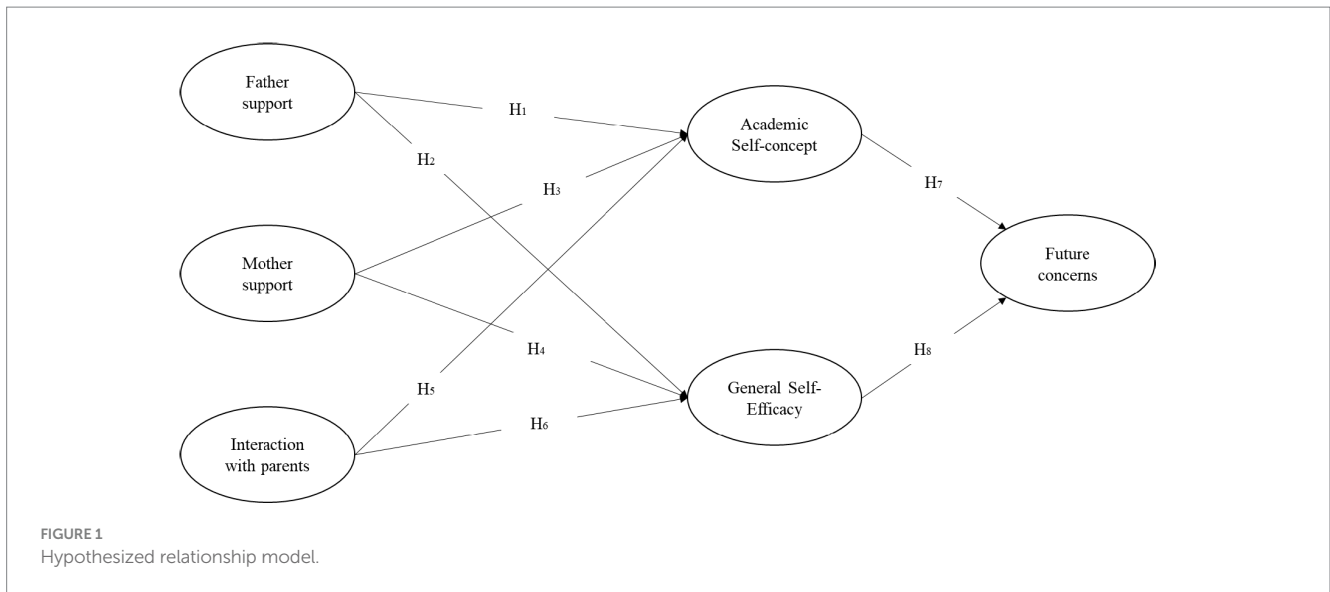 Father
support
H1
Academic
Self-concept
H2
H3
H7
Mother
support
Future
concerns
H4
H8
H5
General Self-
Efficacy
H6
Interaction
with parents
FIGURE 1
Hypothesized relationship model.